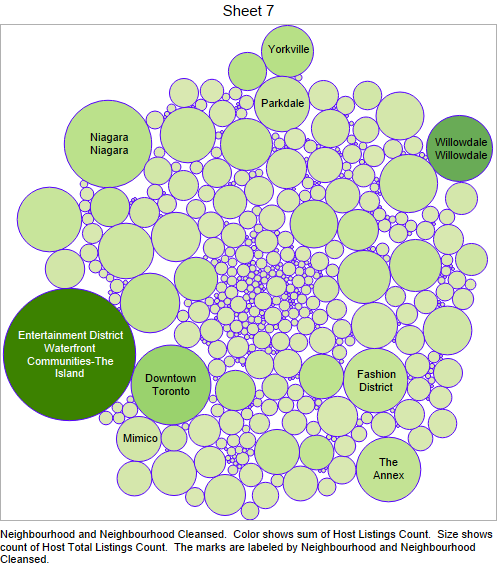 Sheet 7
Yorkville
Parkdale
Niagara
Niagara
Willowdale
Willowdale
Entertainment District
Waterfront
Communities-The
Island
Downtown
Toronto
Fashion
District
Mimico
The
Annex
Neighbourhood and Neighbourhood Cleansed.  Color shows sum of Host Listings Count.  Size shows
count of Host Total Listings Count.  The marks are labeled by Neighbourhood and Neighbourhood
Cleansed.